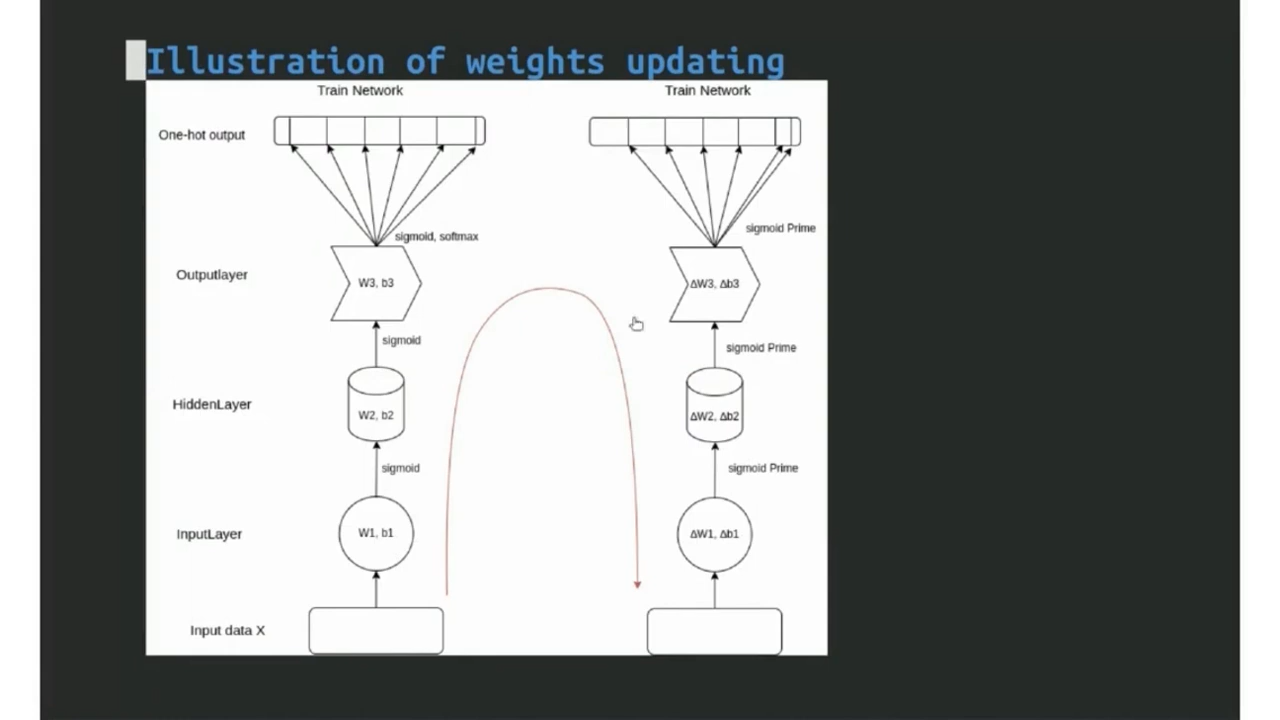 Illustration of weights updating
Train Network
Train Network
One-hot output
sigmoid, softmax
sigmoid Prime
Outputlayer
W3, b3
ΔW3, Δb3
sigmoid
sigmoid Prime
HiddenLayer
W2, b2
ΔW2, Δb2
sigmoid
sigmoid Prime
InputLayer
W1, b1
ΔW1, Δb1
Input data X